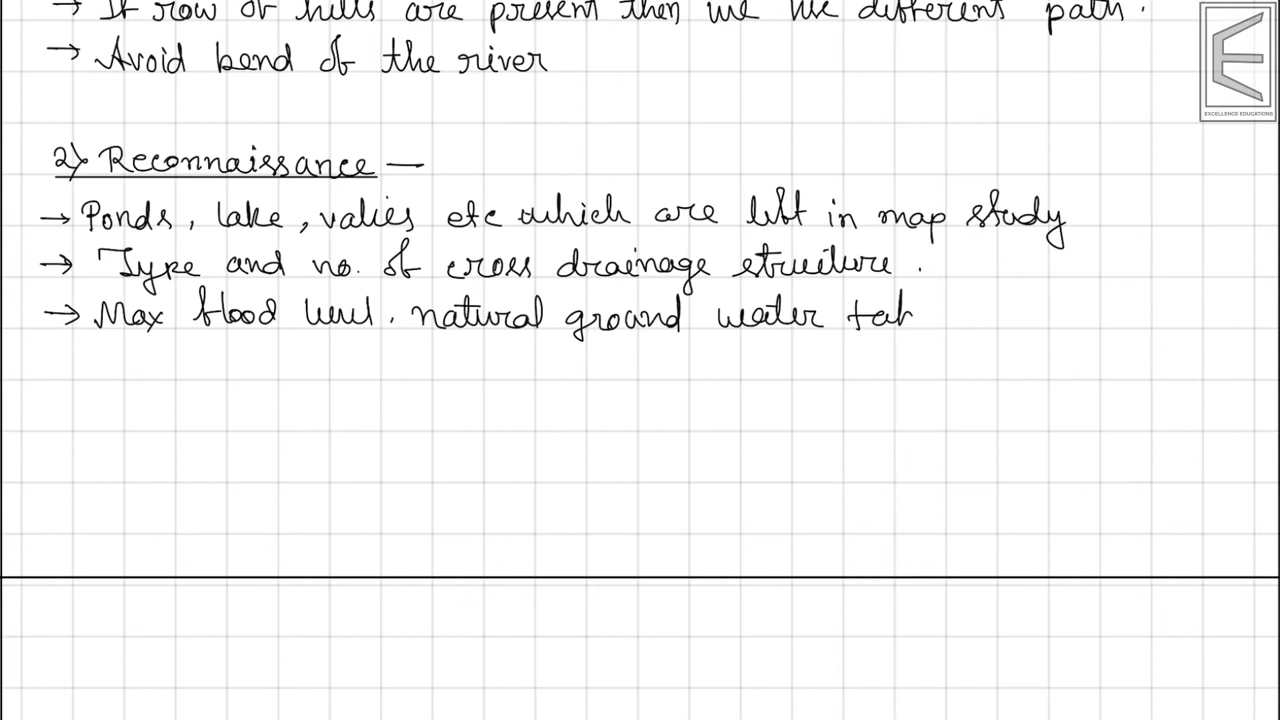 → If row of hills are present then we use different path.
→ Avoid bend of the river
2) Reconnaissance —
→ Ponds, lake, valies etc which are left in map study
→ Type and no. of cross drainage structure.
→ Max flood level. natural ground water tab
EXCELLENCE EDUCATIONS